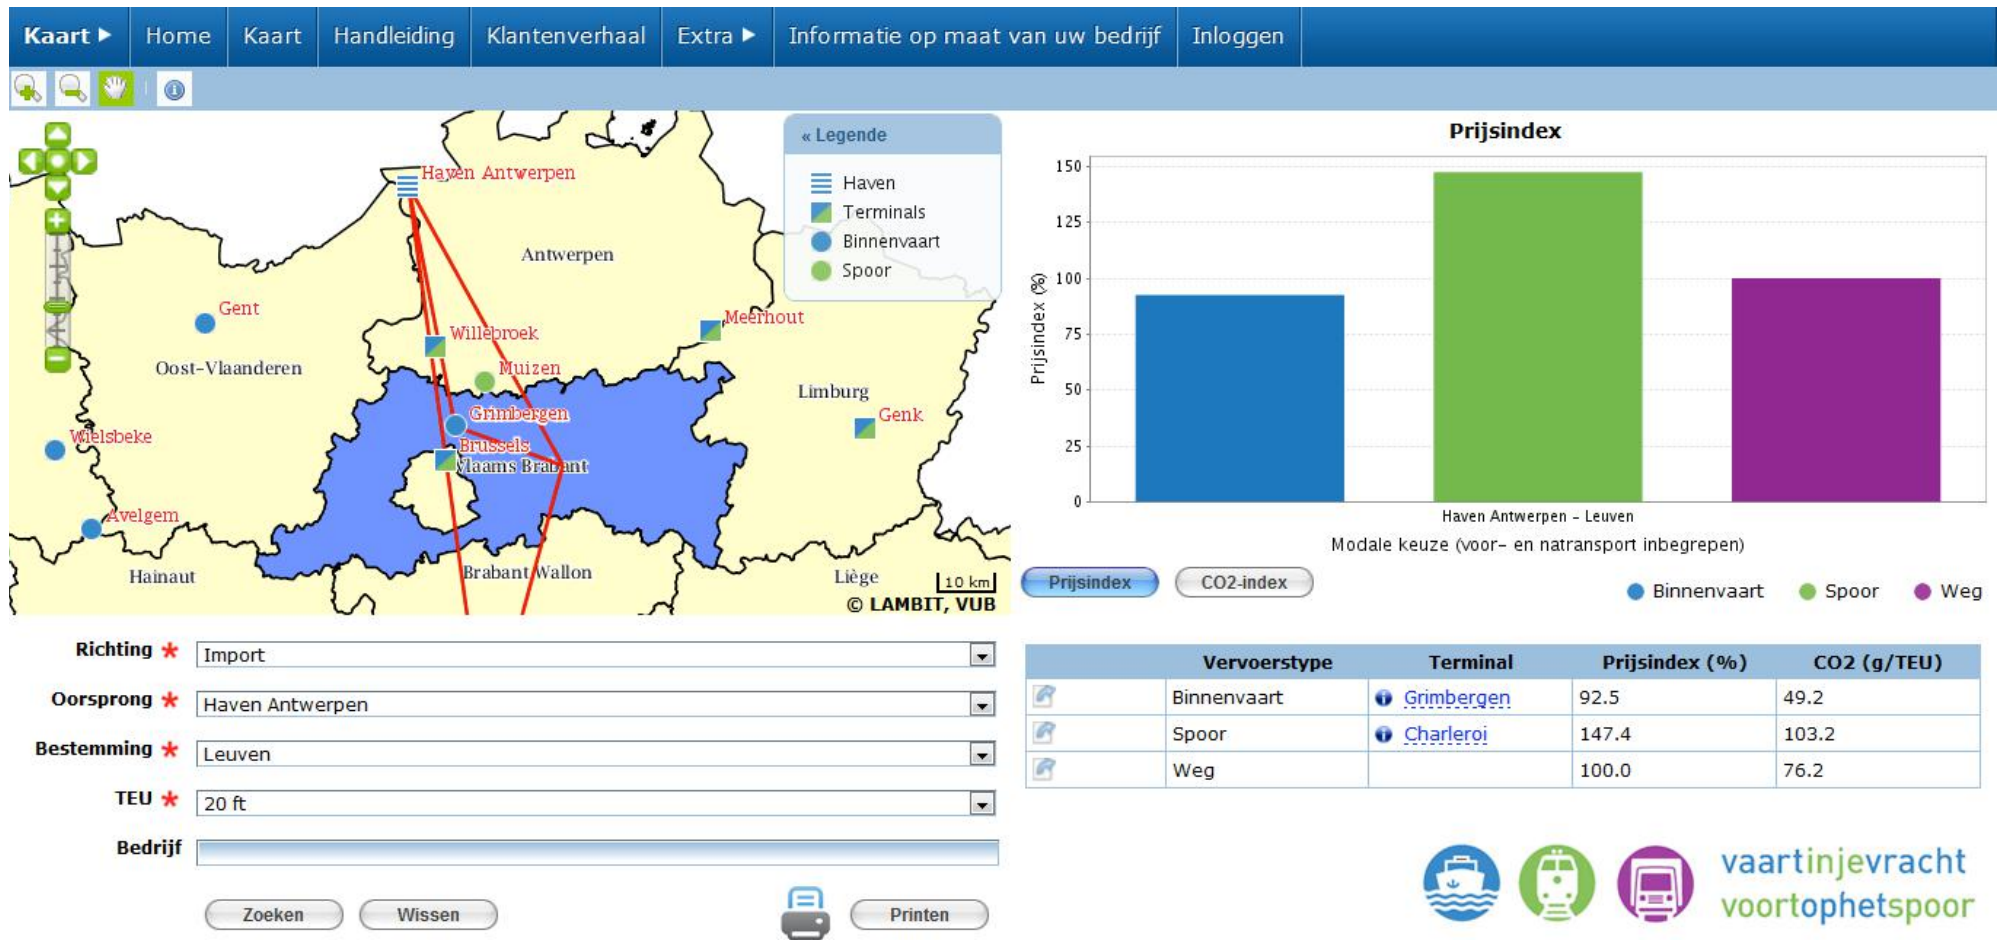 Kaart ▶ Home Kaart Handleiding Klantenverhaal Extra ▶ Informatie op maat van uw bedrijf Inloggen
« Legende
Haven
Terminals
Binnenvaart
Spoor
Haven Antwerpen
Antwerpen
Gent
Willebroek
Meerhout
Oost-Vlaanderen
Muizen
Limburg
Grimbergen
Genk
Wielsbeke
Brussels
Vlaams Brabant
Avelgem
Hainaut
Brabant Wallon
Liège
10 km
© LAMBIT, VUB
Prijsindex
Prijsindex (%)
150
125
100
75
50
25
0
Haven Antwerpen - Leuven
Modale keuze (voor- en natransport inbegrepen)
Prijsindex CO2-index
Binnenvaart Spoor Weg
Richting * Import
Oorsprong * Haven Antwerpen
Bestemming * Leuven
TEU * 20 ft
Bedrijf
Zoeken Wissen Printen
Vervoerstype Terminal Prijsindex (%) CO2 (g/TEU)
Binnenvaart Grimbergen 92.5 49.2
Spoor Charleroi 147.4 103.2
Weg 100.0 76.2
vaartinjevracht
voortophetspoor